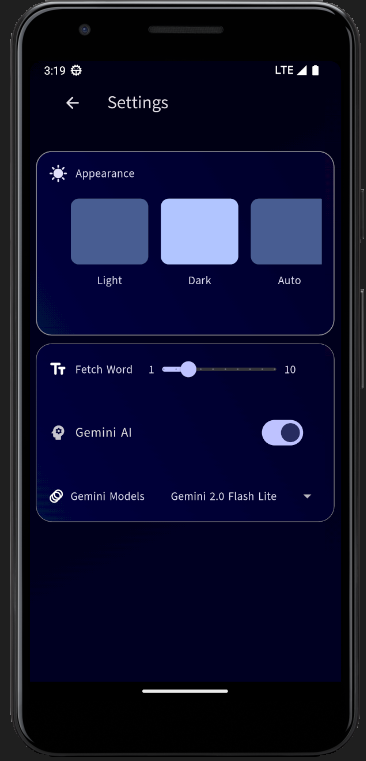 3:19 LTE
Settings
Appearance
Light Dark Auto
Fetch Word 1 10
Gemini AI
Gemini Models Gemini 2.0 Flash Lite